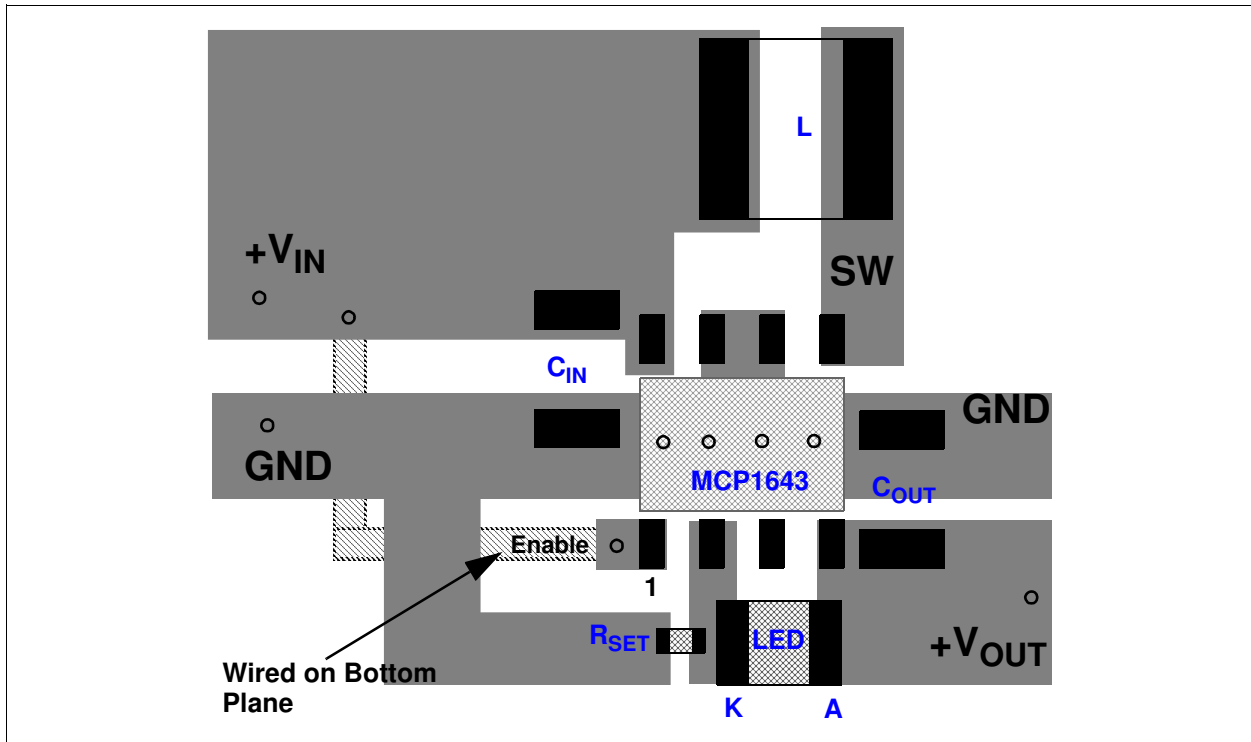 L
+VIN
SW
CIN
GND
GND
MCP1643
COUT
Enable
1
RSET
LED
+VOUT
Wired on Bottom
Plane
K
A